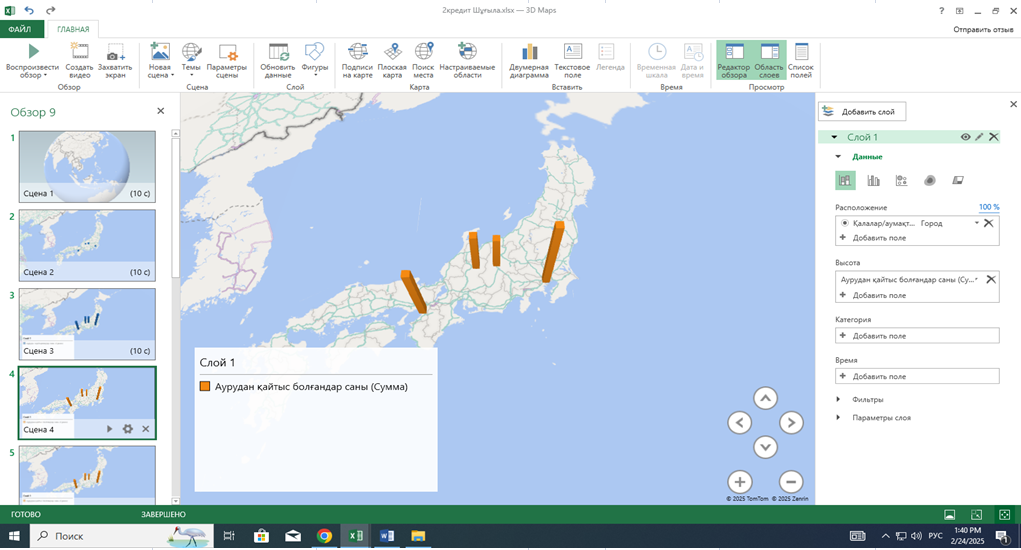 2кредит Шұғыла.xlsx - 3D Maps
ФАЙЛ
ГЛАВНАЯ
Отправить отзыв
Воспроизвести обзор
Создать видео
Захватить экран
Новая сцена
Темы
Параметры сцены
Обновить данные
Фигуры
Подписи на карте
Плоская карта
Поиск места
Настраиваемые области
Двумерная диаграмма
Текстовое поле
Легенда
Временная шкала
Дата и время
Редактор обзора
Область слоев
Список полей
Обзор
Сцена
Слой
Карта
Вставить
Время
Просмотр
Обзор 9
1
Сцена 1 (10 с)
2
Сцена 2 (10 с)
3
Сцена 3 (10 с)
4
Сцена 4
5
Слой 1
Аурудан қайтыс болғандар саны (Сумма)
© 2025 TomTom © 2025 Zenrin
Добавить слой
Слой 1
Данные
Расположение 100 %
Қалалар/аумақт... Город
Добавить поле
Высота
Аурудан қайтыс болғандар саны (Су...
Добавить поле
Категория
Добавить поле
Время
Добавить поле
Фильтры
Параметры слоя
ГОТОВО ЗАВЕРШЕНО
Поиск
РУС
1:40 PM
2/24/2025
1